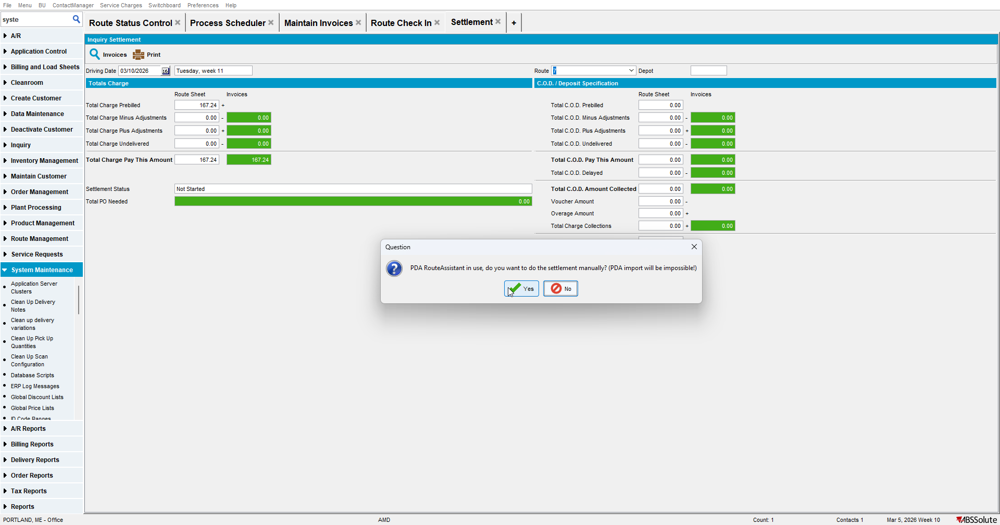 File Menu BU ContactManager Service Charges Switchboard Preferences Help
syste
Route Status Control Process Scheduler Maintain Invoices Route Check In Settlement +
A/R
Application Control
Billing and Load Sheets
Cleanroom
Create Customer
Data Maintenance
Deactivate Customer
Inquiry
Inventory Management
Maintain Customer
Order Management
Plant Processing
Product Management
Route Management
Service Requests
System Maintenance
Application Server
Clusters
Clean Up Delivery
Notes
Clean up delivery
variations
Clean Up Pick Up
Quantities
Clean Up Scan
Configuration
Database Scripts
ERP Log Messages
Global Discount Lists
Global Price Lists
ID Code Ranges
A/R Reports
Billing Reports
Delivery Reports
Order Reports
Tax Reports
Reports
Inquiry Settlement
Invoices Print
Driving Date 03/10/2026 16 Tuesday, week 11 Route 7 Depot
Totals Charge
Route Sheet Invoices
Total Charge Prebilled 167.24 +
Total Charge Minus Adjustments 0.00 - 0.00
Total Charge Plus Adjustments 0.00 + 0.00
Total Charge Undelivered 0.00 - 0.00
Total Charge Pay This Amount 167.24 167.24
Settlement Status Not Started
Total PO Needed 0.00
C.O.D. / Deposit Specification
Route Sheet Invoices
Total C.O.D. Prebilled 0.00
Total C.O.D. Minus Adjustments 0.00 - 0.00
Total C.O.D. Plus Adjustments 0.00 + 0.00
Total C.O.D. Undelivered 0.00 - 0.00
Total C.O.D. Pay This Amount 0.00 0.00
Total C.O.D. Delayed 0.00 - 0.00
Total C.O.D. Amount Collected 0.00 0.00
Voucher Amount 0.00 -
Overage Amount 0.00 +
Total Charge Collections 0.00 + 0.00
Question
PDA RouteAssistant in use, do you want to do the settlement manually? (PDA import will be impossible!)
Yes No
PORTLAND, ME - Office AMD Count: 1 Contacts 1 Mar 5, 2026 Week 10 ABSSolute